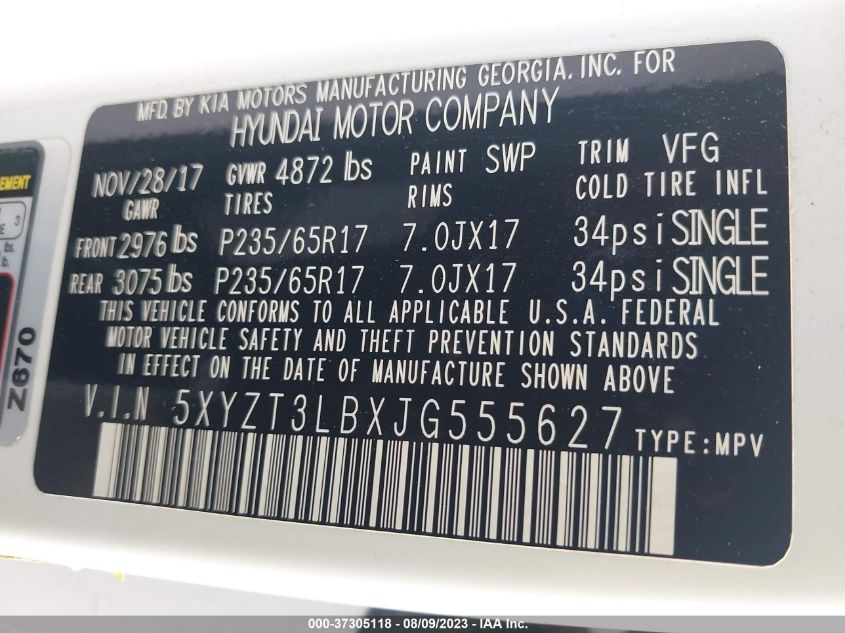 MFD. BY KIA MOTORS MANUFACTURING GEORGIA, INC. FOR
HYUNDAI MOTOR COMPANY
NOV/28/17 GVWR 4872 lbs PAINT SWP TRIM VFG
GAWR TIRES RIMS COLD TIRE INFL
FRONT 2976 lbs P235/65R17 7.0JX17 34psi SINGLE
REAR 3075 lbs P235/65R17 7.0JX17 34psi SINGLE
THIS VEHICLE CONFORMS TO ALL APPLICABLE U.S.A. FEDERAL
MOTOR VEHICLE SAFETY AND THEFT PREVENTION STANDARDS
IN EFFECT ON THE DATE OF MANUFACTURE SHOWN ABOVE
V.I.N 5XYZT3LBXJG555627 TYPE:MPV
3
lbs.
lb.
Z670
000-37305118 - 08/09/2023 - IAA Inc.